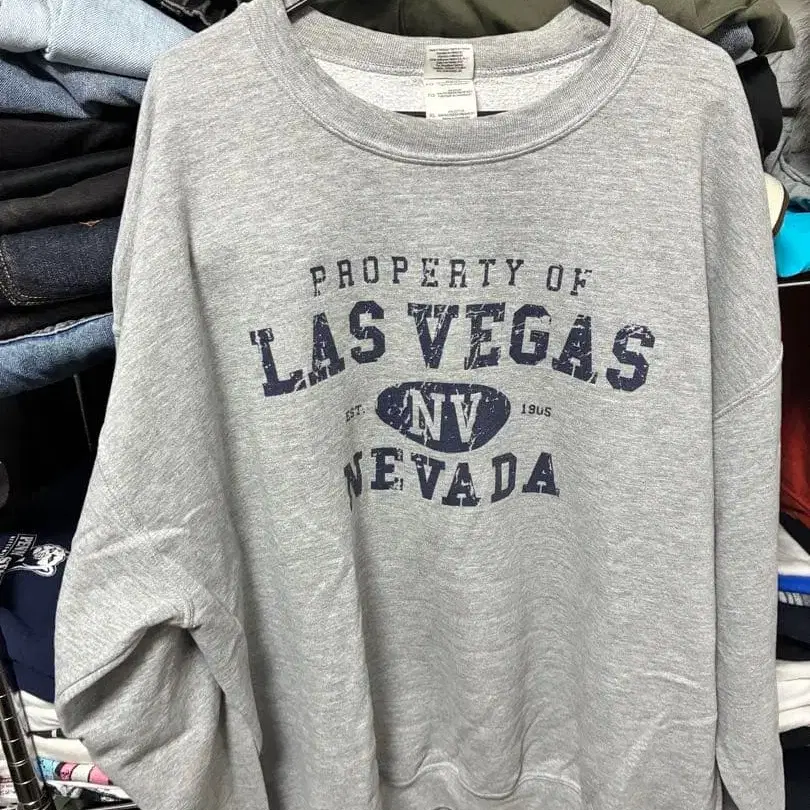 PROPERTY OF
LAS VEGAS
EST. NV 1905
NEVADA